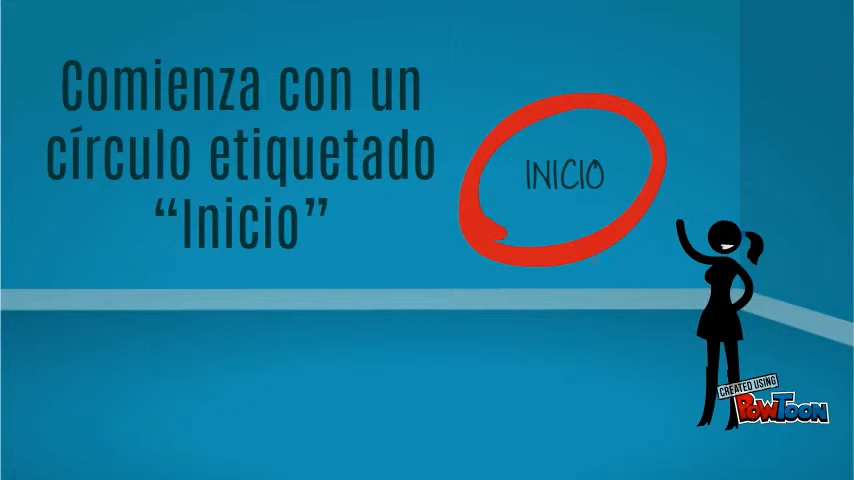 Comienza con un
círculo etiquetado
“Inicio”
INICIO
CREATED USING
POWTOON